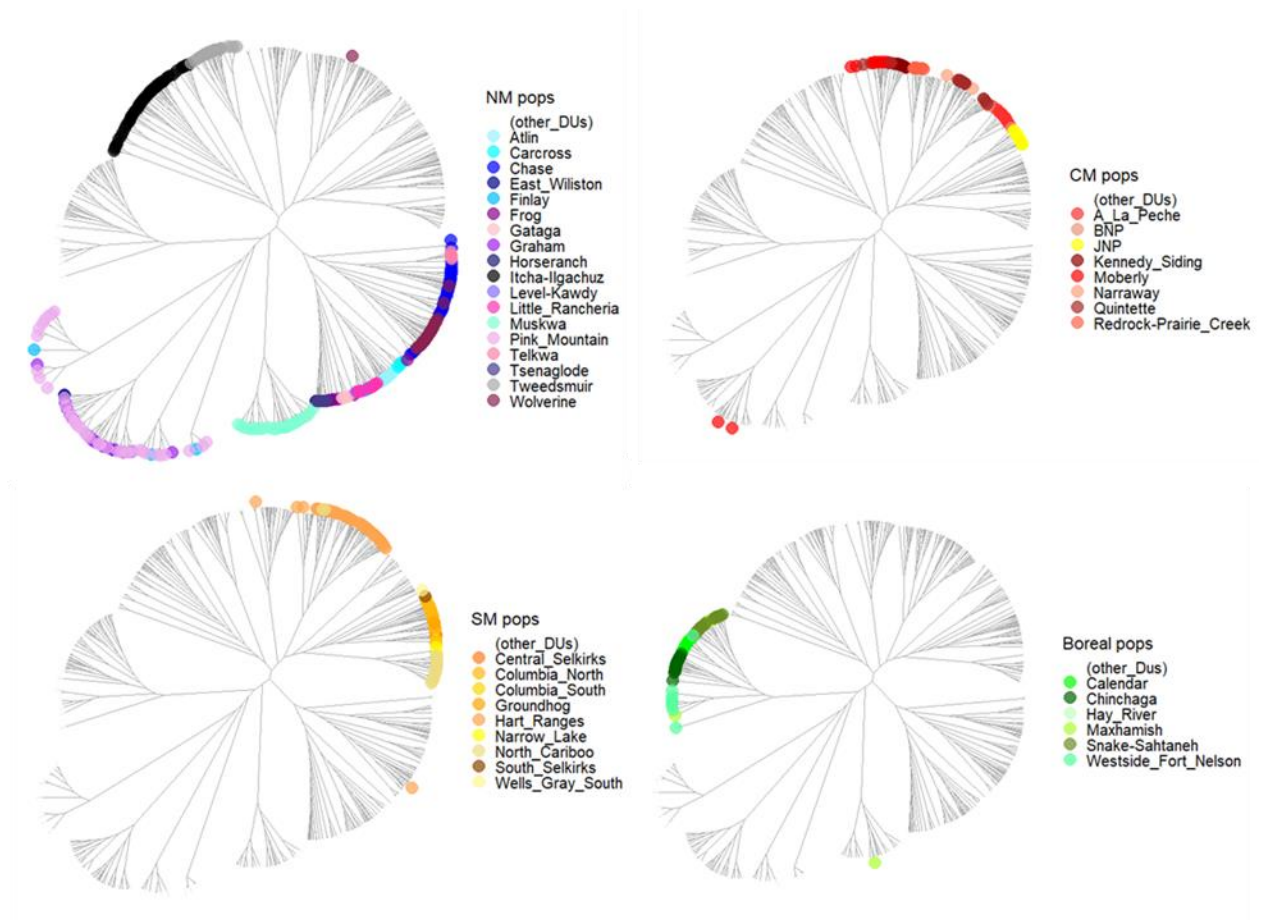 NM pops
(other_DUs)
Atlin
Carcross
Chase
East_Wiliston
Finlay
Frog
Gataga
Graham
Horseranch
Itcha-Ilgachuz
Level-Kawdy
Little_Rancheria
Muskwa
Pink_Mountain
Telkwa
Tsenaglode
Tweedsmuir
Wolverine
CM pops
(other_DUs)
A_La_Peche
BNP
JNP
Kennedy_Siding
Moberly
Narraway
Quintette
Redrock-Prairie_Creek
SM pops
(other_DUs)
Central_Selkirks
Columbia_North
Columbia_South
Groundhog
Hart_Ranges
Narrow_Lake
North_Cariboo
South_Selkirks
Wells_Gray_South
Boreal pops
(other_Dus)
Calendar
Chinchaga
Hay_River
Maxhamish
Snake-Sahtaneh
Westside_Fort_Nelson